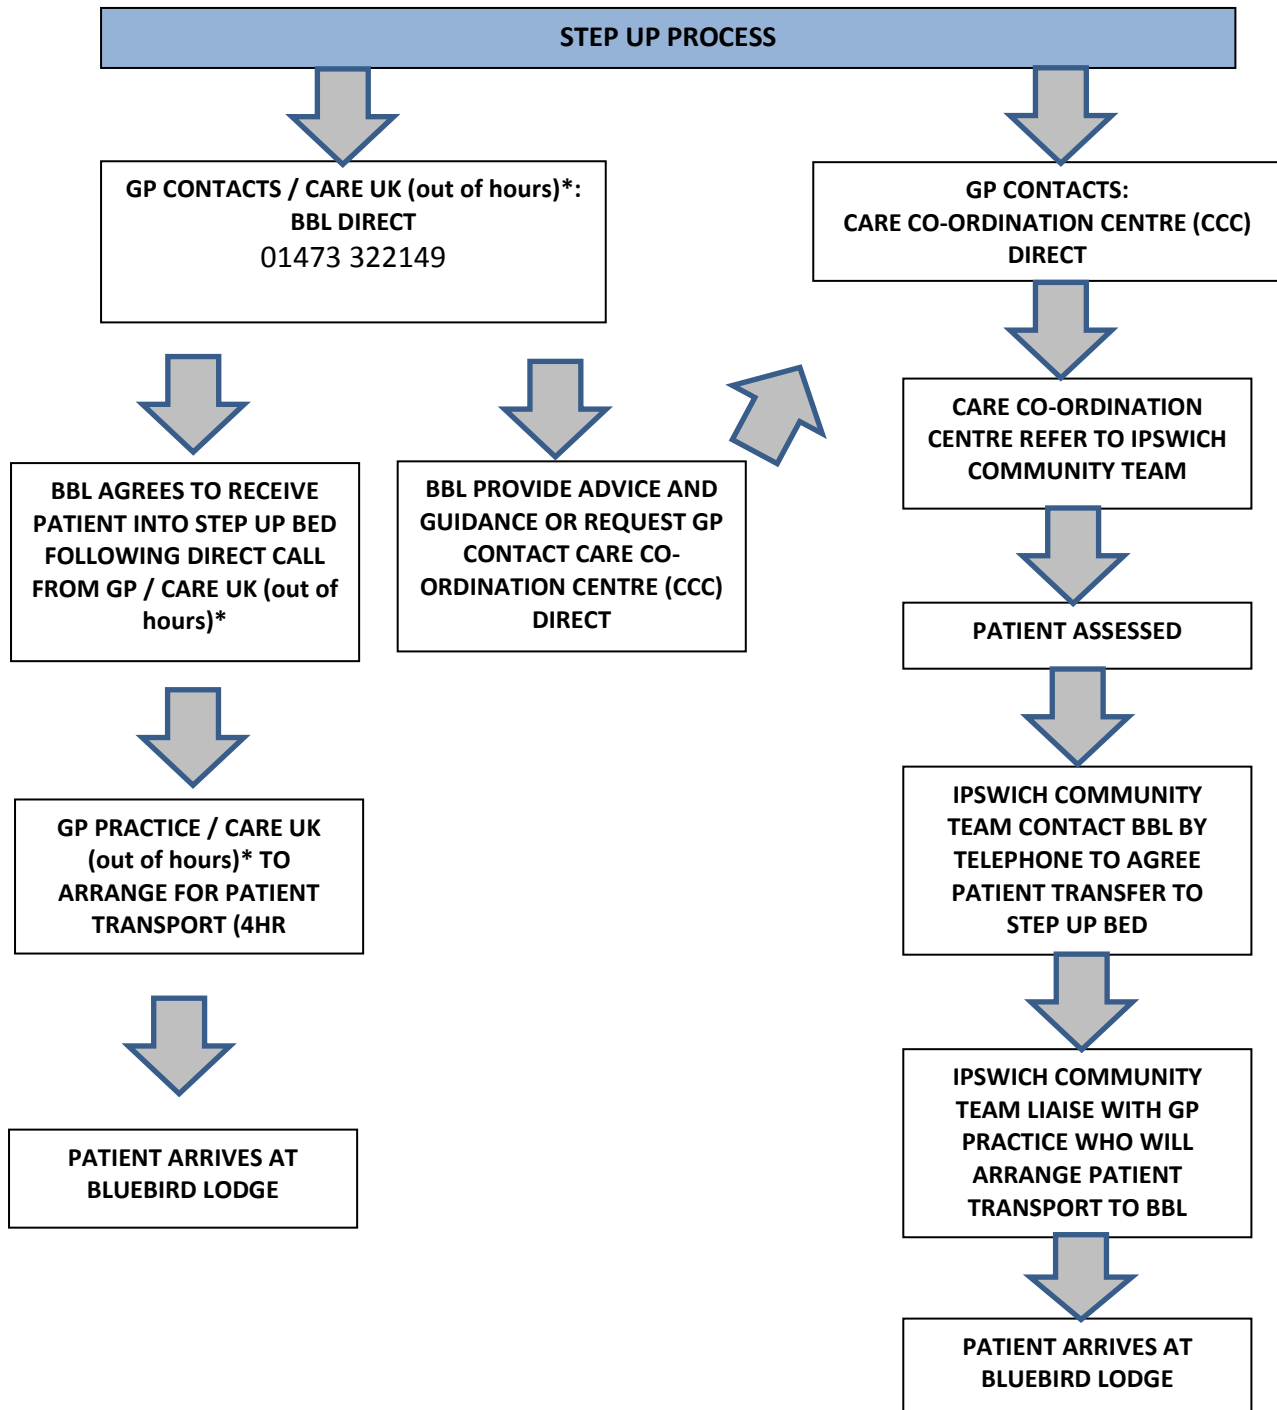 STEP UP PROCESS
GP CONTACTS / CARE UK (out of hours)*:
BBL DIRECT
01473 322149
GP CONTACTS:
CARE CO-ORDINATION CENTRE (CCC)
DIRECT
BBL AGREES TO RECEIVE
PATIENT INTO STEP UP BED
FOLLOWING DIRECT CALL
FROM GP / CARE UK (out of
hours)*
BBL PROVIDE ADVICE AND
GUIDANCE OR REQUEST GP
CONTACT CARE CO-
ORDINATION CENTRE (CCC)
DIRECT
CARE CO-ORDINATION
CENTRE REFER TO IPSWICH
COMMUNITY TEAM
PATIENT ASSESSED
GP PRACTICE / CARE UK
(out of hours)* TO
ARRANGE FOR PATIENT
TRANSPORT (4HR
IPSWICH COMMUNITY
TEAM CONTACT BBL BY
TELEPHONE TO AGREE
PATIENT TRANSFER TO
STEP UP BED
PATIENT ARRIVES AT
BLUEBIRD LODGE
IPSWICH COMMUNITY
TEAM LIAISE WITH GP
PRACTICE WHO WILL
ARRANGE PATIENT
TRANSPORT TO BBL
PATIENT ARRIVES AT
BLUEBIRD LODGE